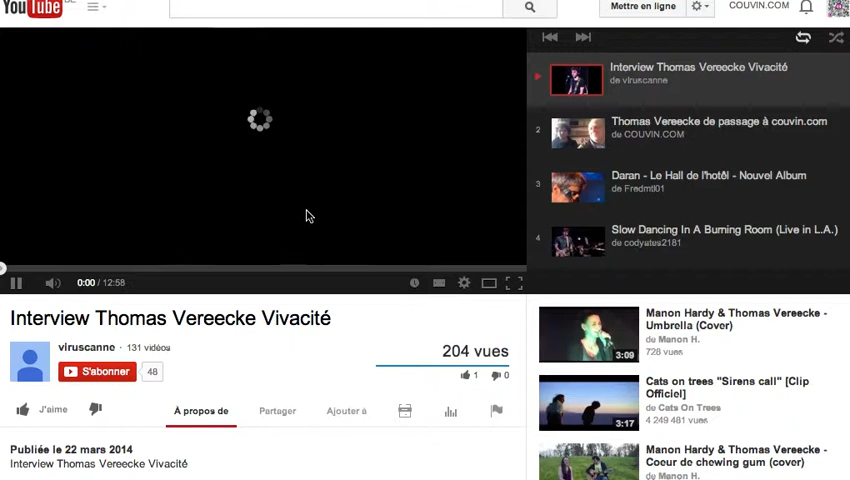 YouTube
Mettre en ligne
COUVIN.COM
Interview Thomas Vereecke Vivacité
de viruscanne
2
Thomas Vereecke de passage à couvin.com
de COUVIN.COM
3
Daran - Le Hall de l'hotêl - Nouvel Album
de Fredmtl01
4
Slow Dancing In A Burning Room (Live in L.A.)
de codyates2181
0:00 / 12:58
Interview Thomas Vereecke Vivacité
viruscanne · 131 vidéos
S'abonner 48
204 vues
1 0
J'aime
À propos de
Partager
Ajouter à
Publiée le 22 mars 2014
Interview Thomas Vereecke Vivacité
Manon Hardy & Thomas Vereecke -
Umbrella (Cover)
de Manon H.
728 vues
3:09
Cats on trees "Sirens call" [Clip
Officiel]
de Cats On Trees
4 249 481 vues
3:17
Manon Hardy & Thomas Vereecke -
Coeur de chewing gum (cover)
de Manon H.